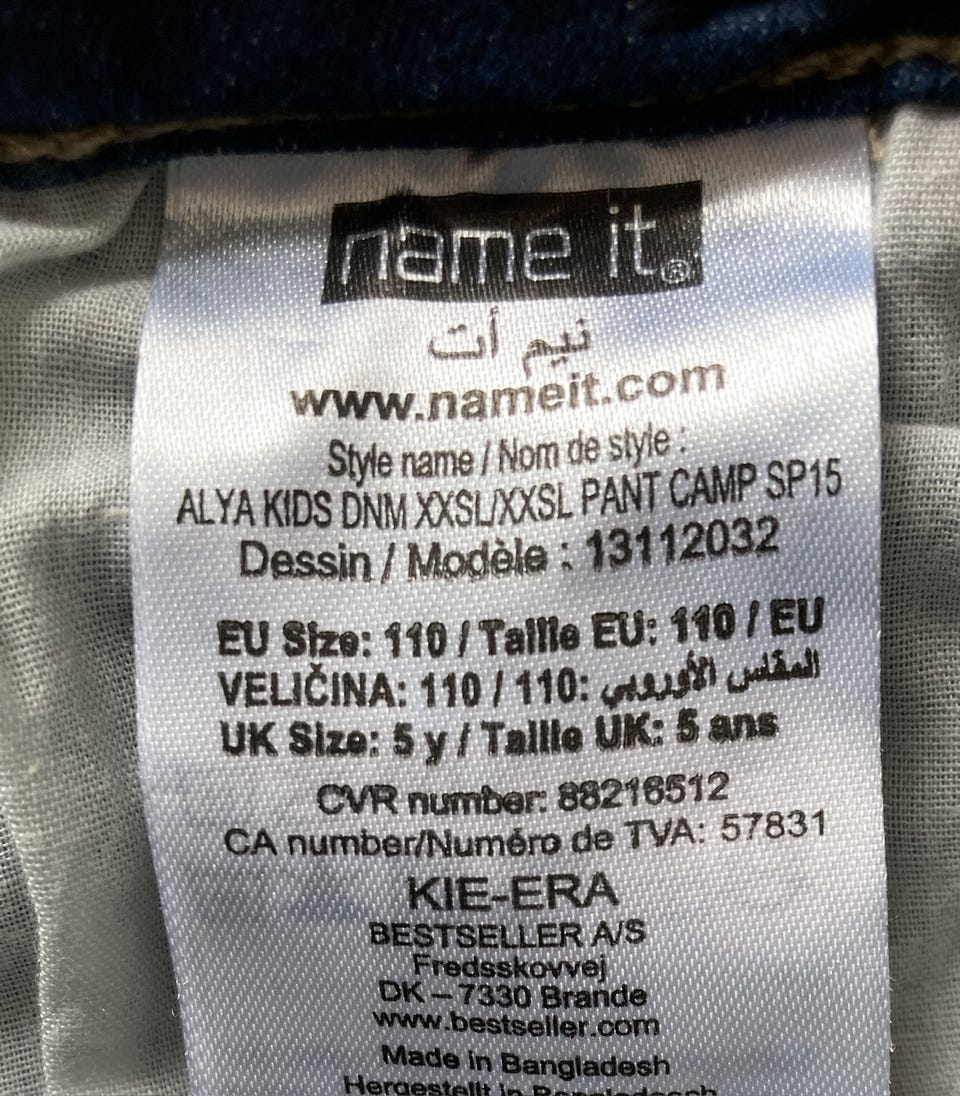 name it®
نيم أت
www.nameit.com
Style name / Nom de style :
ALYA KIDS DNM XXSL/XXSL PANT CAMP SP15
Dessin / Modèle : 13112032
EU Size: 110 / Taille EU: 110 / EU
VELIČINA: 110 / 110: المقاس الأوروبي
UK Size: 5 y / Taille UK: 5 ans
CVR number: 88216512
CA number/Numéro de TVA: 57831
KIE-ERA
BESTSELLER A/S
Fredsskovvej
DK – 7330 Brande
www.bestseller.com
Made in Bangladesh
Hergestellt in Bangladesch